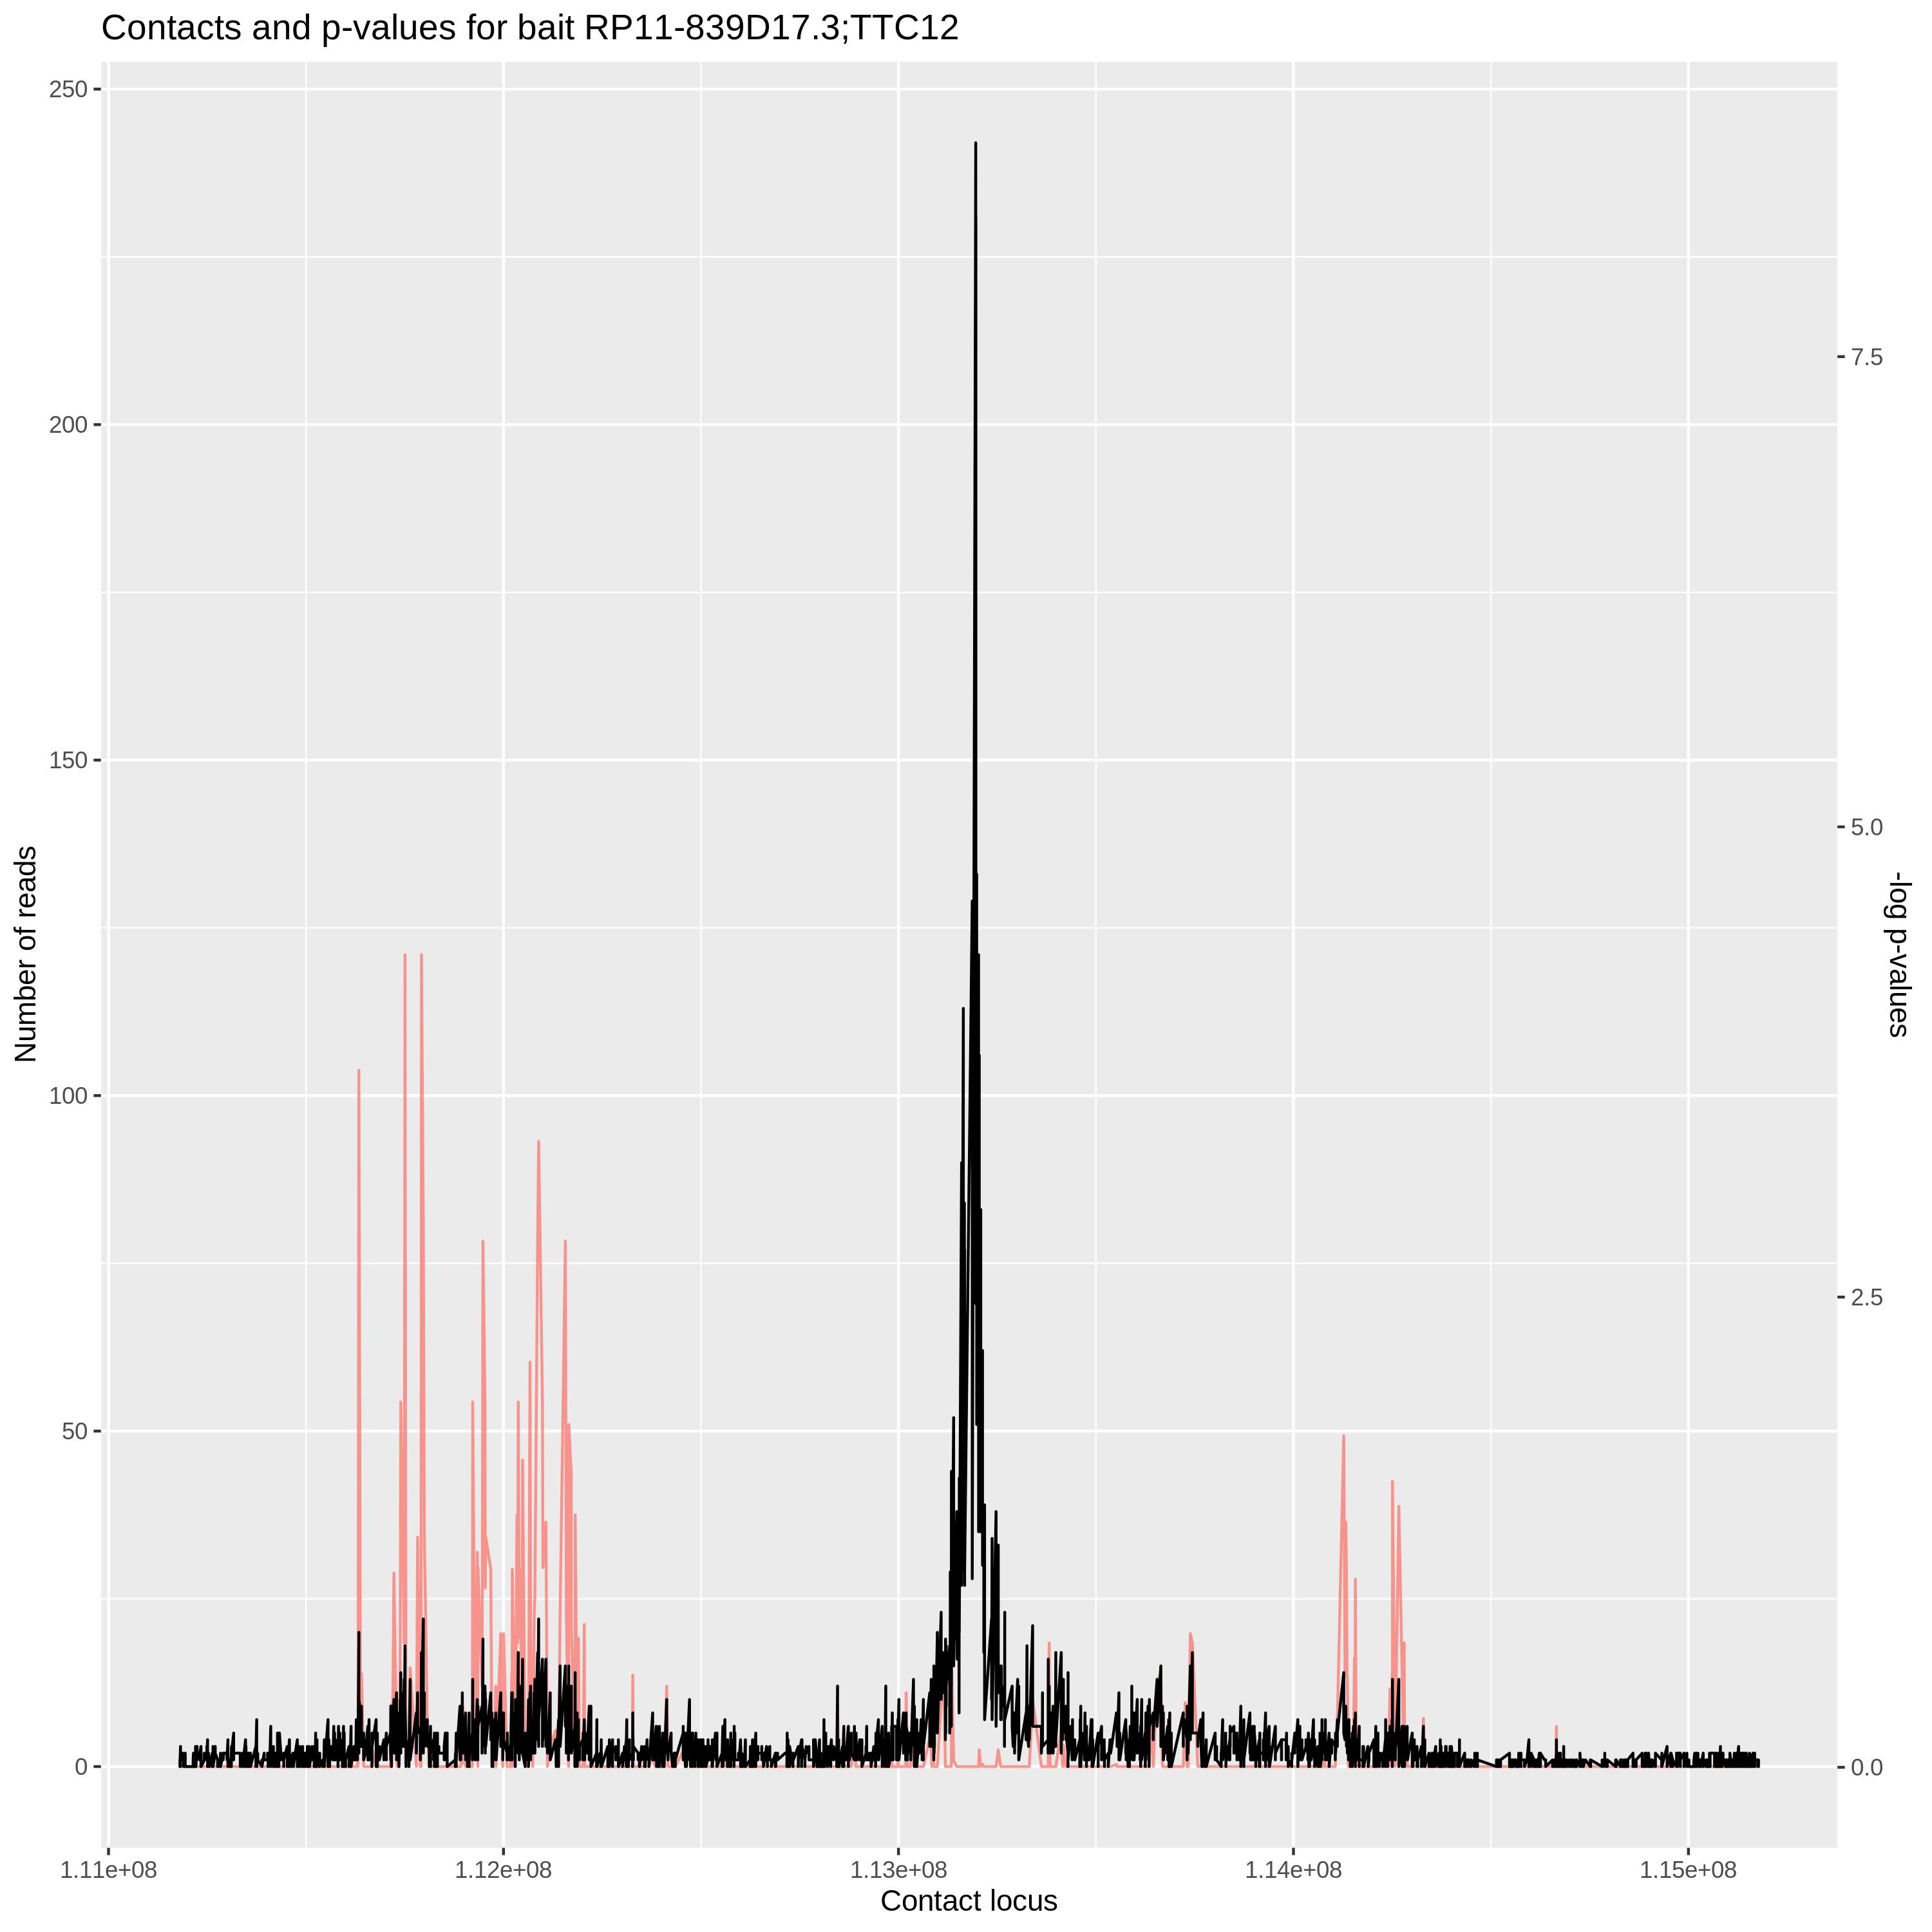 Contacts and p-values for bait RP11-839D17.3;TTC12
250
200
150
100
50
0
Number of reads
7.5
5.0
2.5
0.0
-log p-values
1.11e+08
1.12e+08
1.13e+08
1.14e+08
1.15e+08
Contact locus